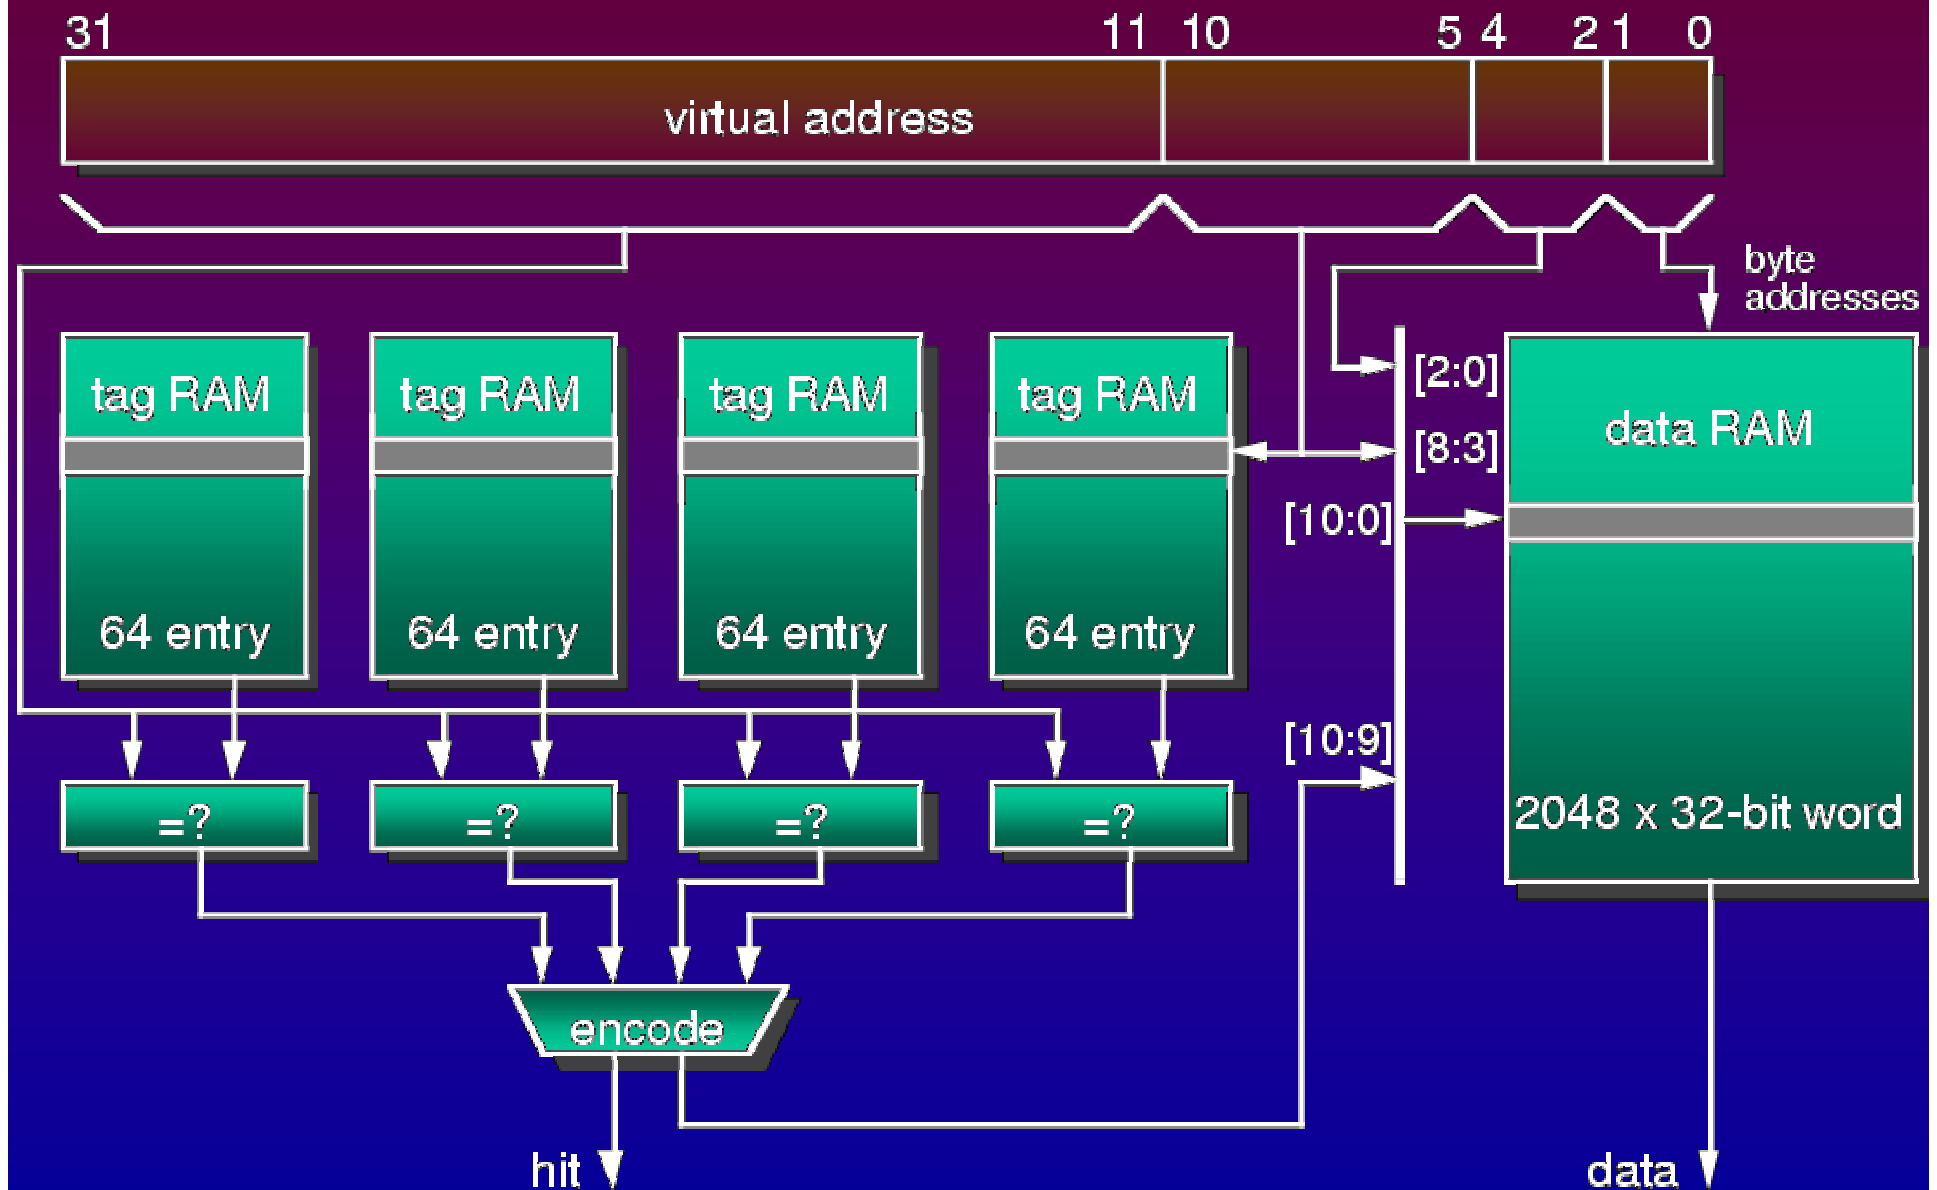 31 11 10 5 4 2 1 0
virtual address
byte
addresses
tag RAM tag RAM tag RAM tag RAM
[2:0]
data RAM
[8:3]
[10:0]
64 entry 64 entry 64 entry 64 entry
[10:9]
=? =? =? =?
2048 x 32-bit word
encode
hit
data